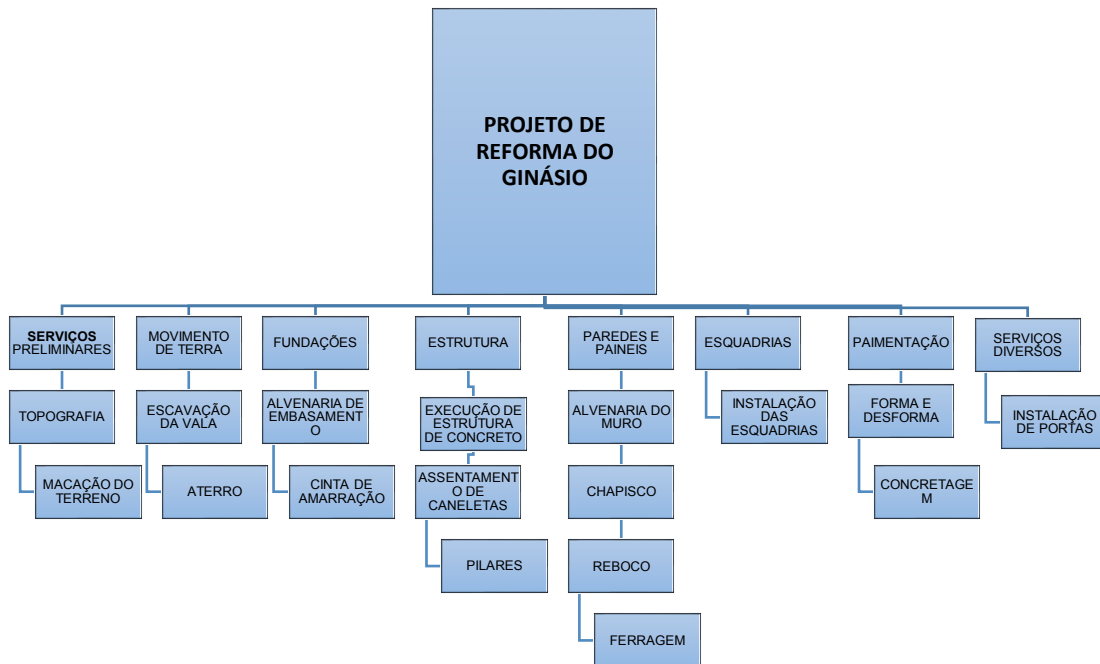 PROJETO DE
REFORMA DO
GINÁSIO
SERVIÇOS
PRELIMINARES
MOVIMENTO
DE TERRA
FUNDAÇÕES
ESTRUTURA
PAREDES E
PAINEIS
ESQUADRIAS
PAIMENTAÇÃO
SERVIÇOS
DIVERSOS
TOPOGRAFIA
ESCAVAÇÃO
DA VALA
ALVENARIA DE
EMBASAMENT
O
EXECUÇÃO DE
ESTRUTURA
DE CONCRETO
ALVENARIA DO
MURO
INSTALAÇÃO
DAS
ESQUADRIAS
FORMA E
DESFORMA
INSTALAÇÃO
DE PORTAS
MACAÇÃO DO
TERRENO
ATERRO
CINTA DE
AMARRAÇÃO
ASSENTAMENT
O DE
CANELETAS
CHAPISCO
CONCRETAGE
M
PILARES
REBOCO
FERRAGEM